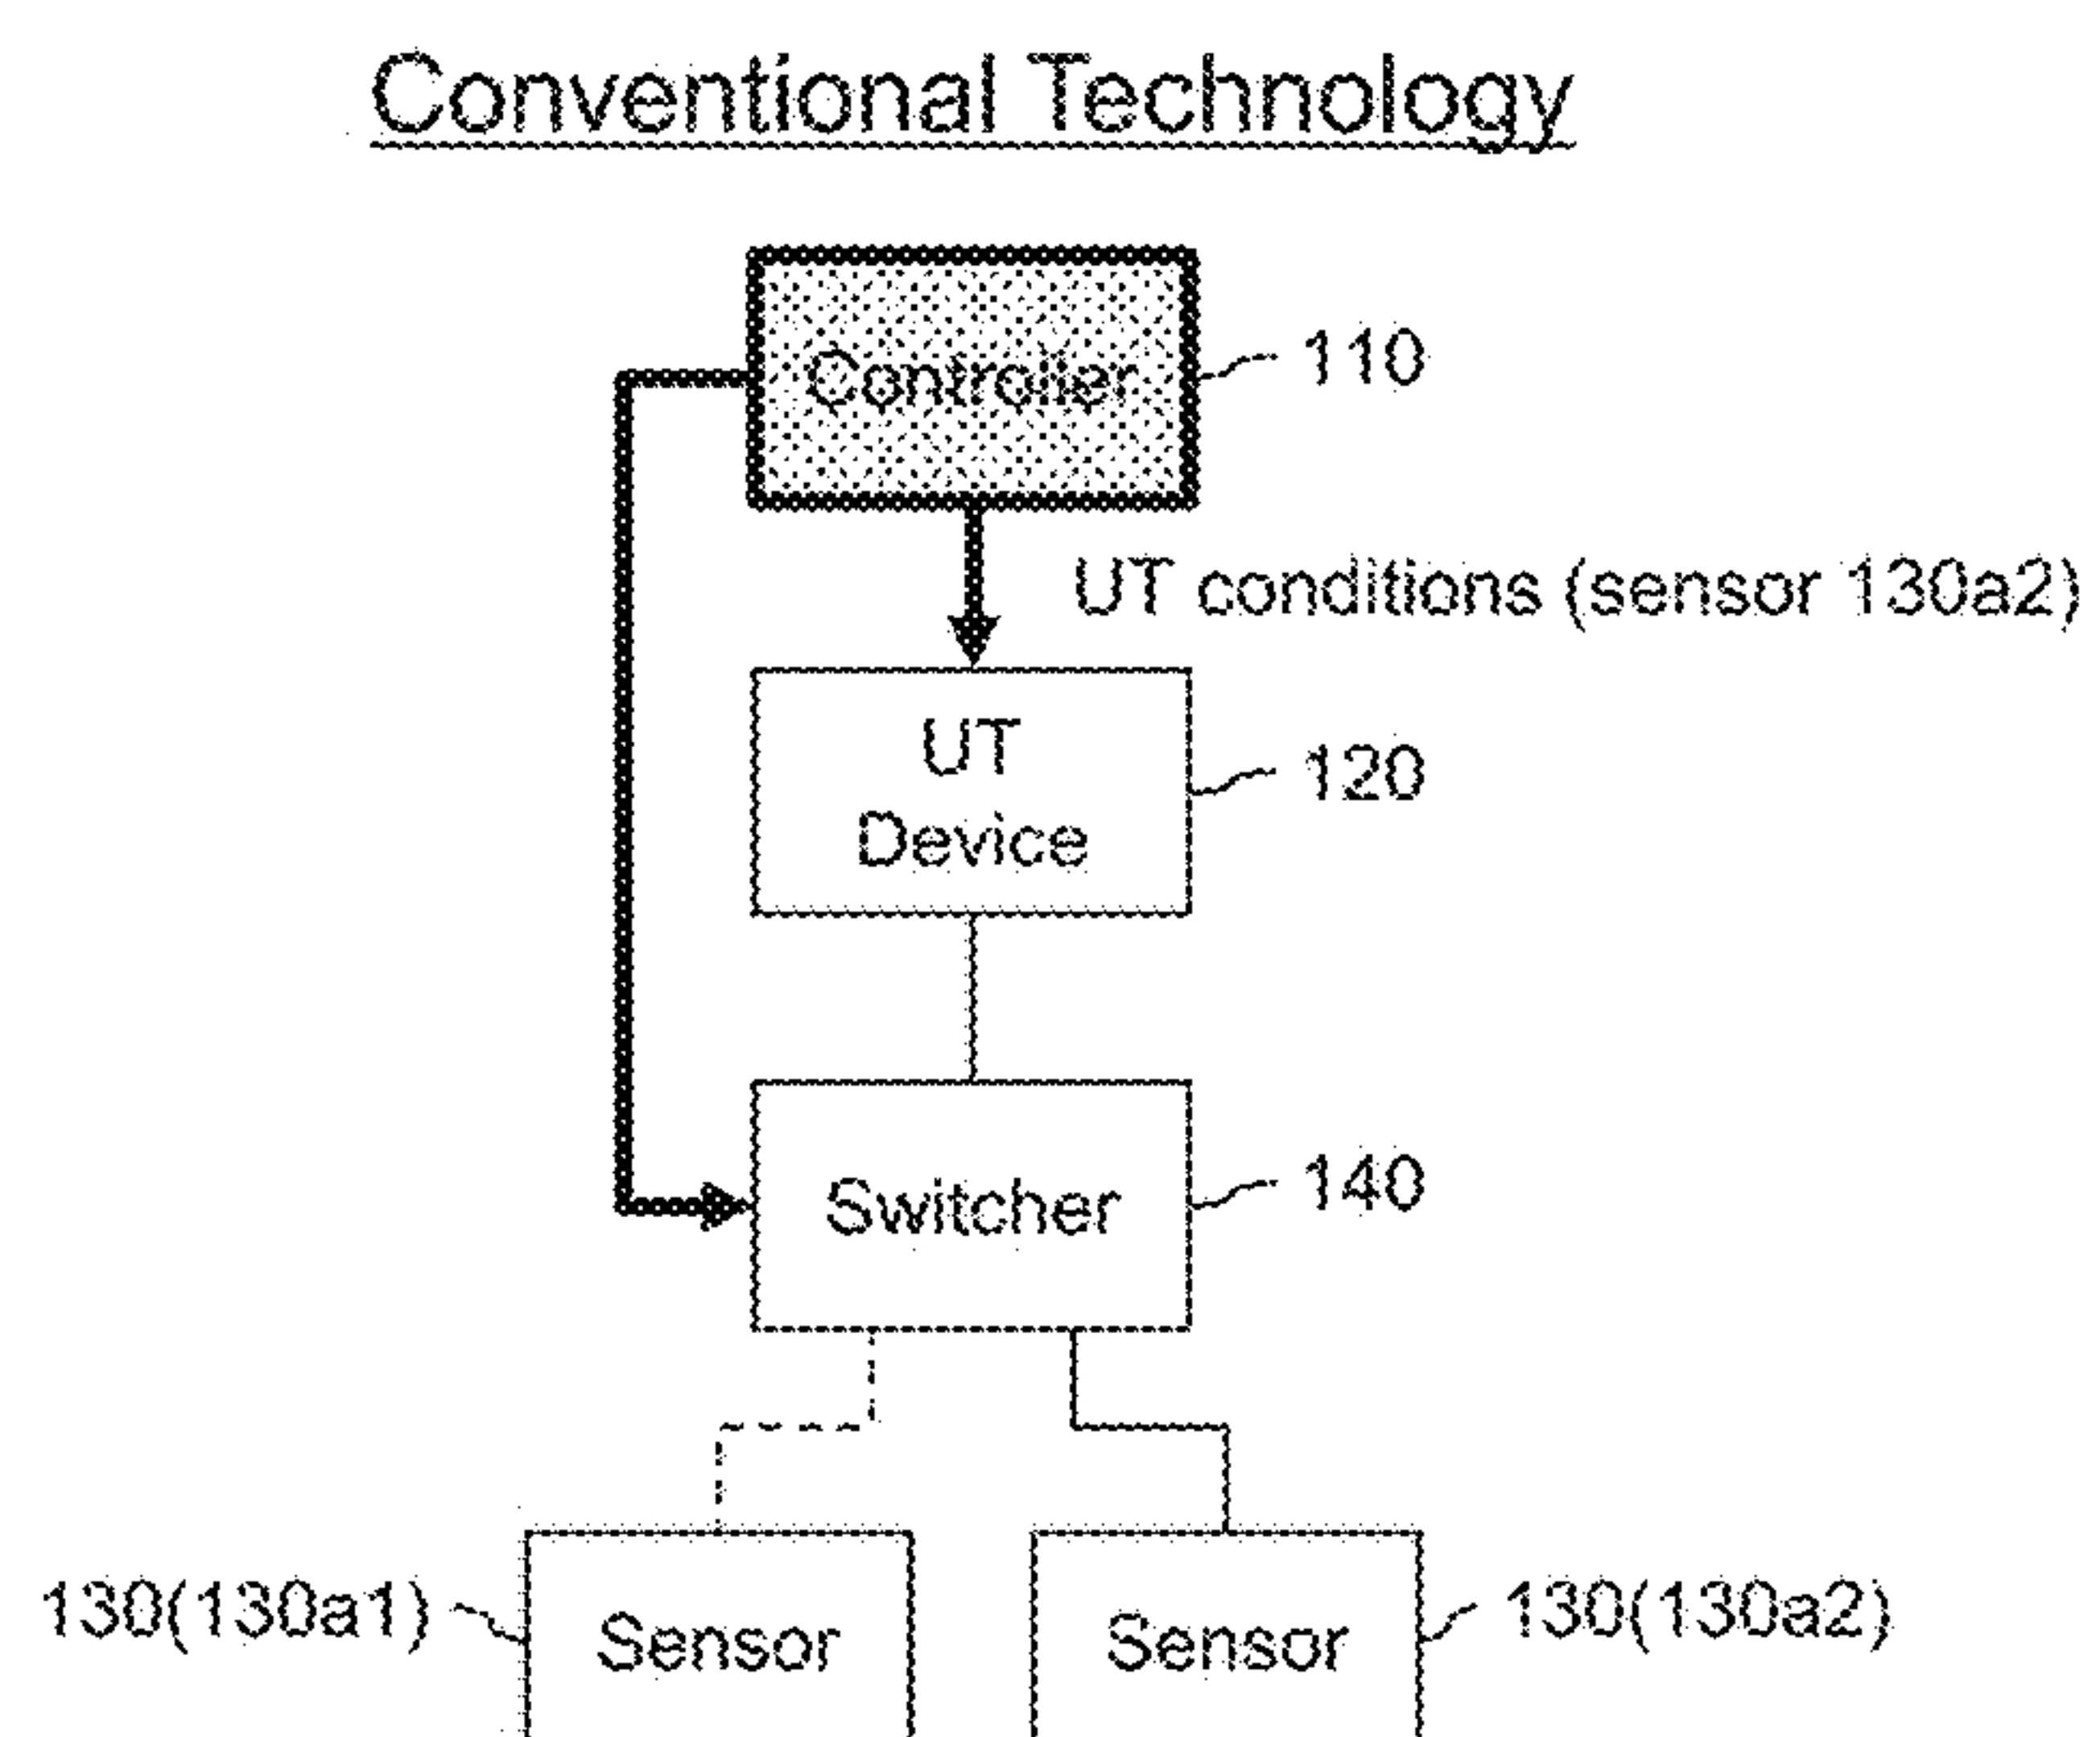 Conventional Technology
Controller
110
UT conditions (sensor 130a2)
UT
Device
120
Switcher
140
130(130a1)
Sensor
Sensor
130(130a2)